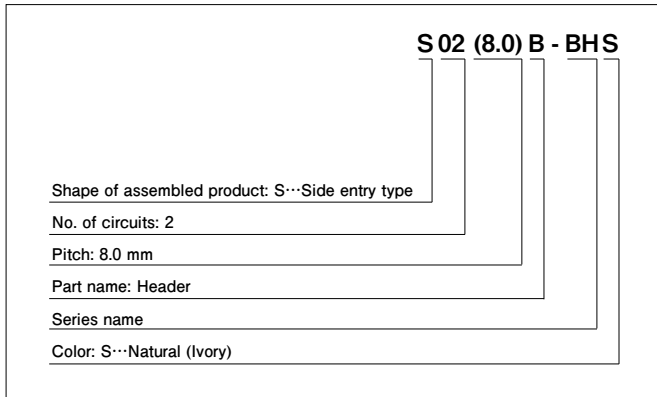 S 02 (8.0) B - BH S
Shape of assembled product: S⋯Side entry type
No. of circuits: 2
Pitch: 8.0 mm
Part name: Header
Series name
Color: S⋯Natural (Ivory)